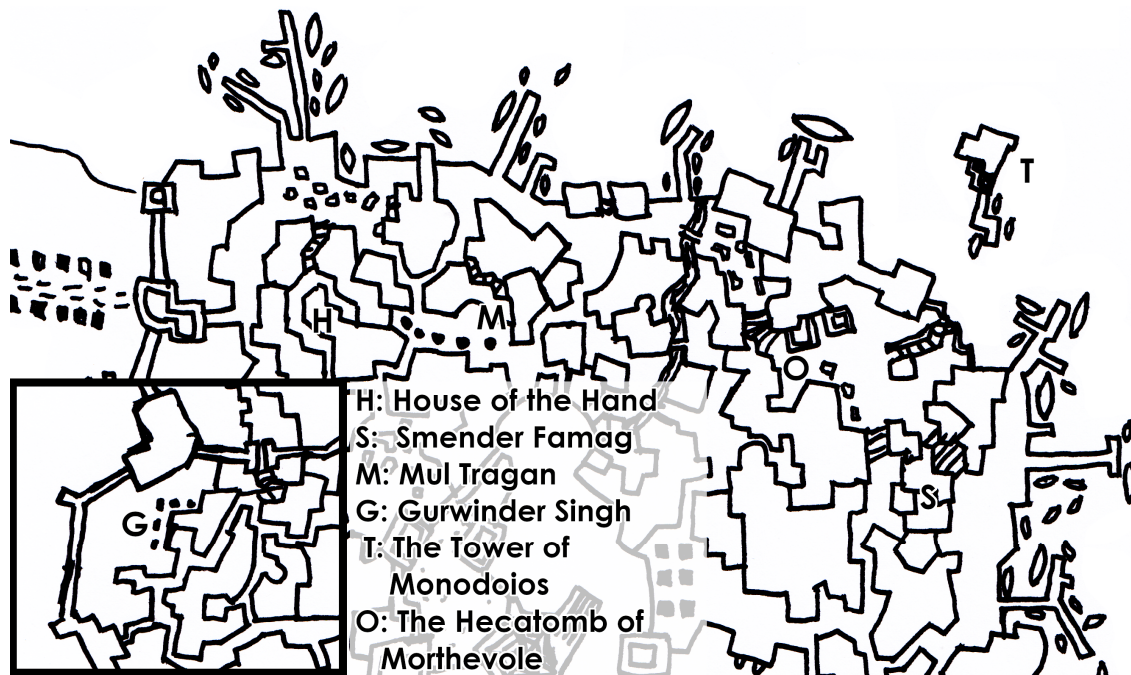 T
H
M
O
S
G
H: House of the Hand
S: Smender Famag
M: Mul Tragan
G: Gurwinder Singh
T: The Tower of
Monodoios
O: The Hecatomb of
Morthevole